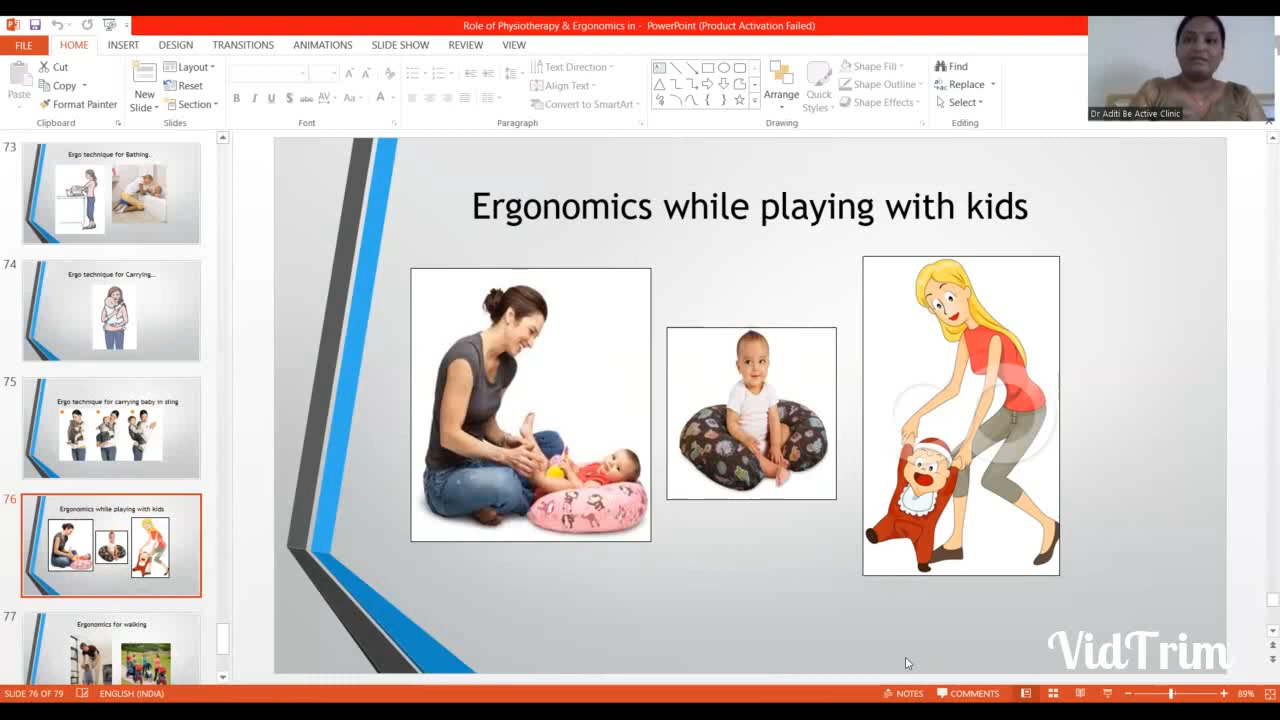 Role of Physiotherapy & Ergonomics in - PowerPoint (Product Activation Failed)
FILE HOME INSERT DESIGN TRANSITIONS ANIMATIONS SLIDE SHOW REVIEW VIEW
Paste
Cut
Copy
Format Painter
Clipboard
New
Slide
Layout
Reset
Section
Slides
B I U S abc AV Aa A
Font
Text Direction
Align Text
Convert to SmartArt
Paragraph
Arrange
Quick
Styles
Shape Fill
Shape Outline
Shape Effects
Drawing
Find
Replace
Select
Editing
Dr Aditi Be Active Clinic
73
Ergo technique for Bathing..
74
Ergo technique for Carrying...
75
Ergo technique for carrying baby in sling
76
Ergonomics while playing with kids
77
Ergonomics for walking
Ergonomics while playing with kids
VidTrim
SLIDE 76 OF 79 ENGLISH (INDIA) NOTES COMMENTS 89%